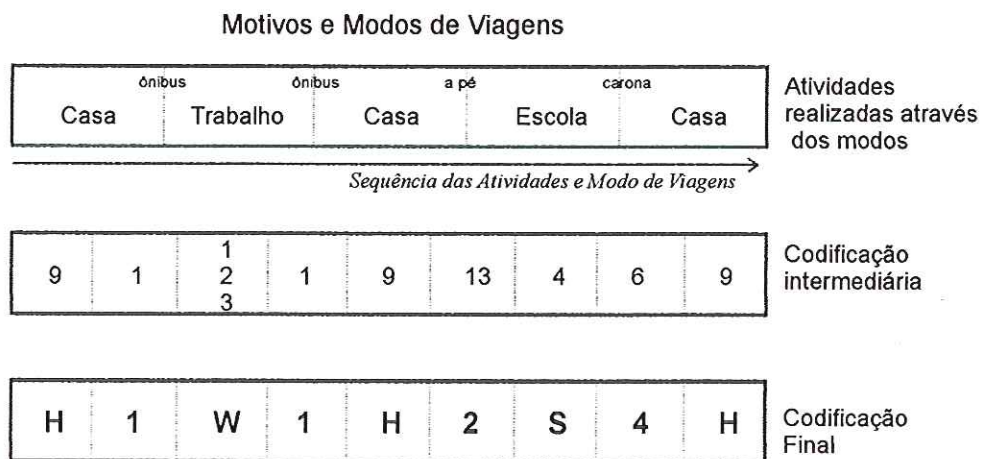 Motivos e Modos de Viagens
ônibus ônibus a pé carona
Casa Trabalho Casa Escola Casa
Atividades
realizadas através
dos modos
Sequência das Atividades e Modo de Viagens
9 1 1 2 3 1 9 13 4 6 9
Codificação
intermediária
H 1 W 1 H 2 S 4 H
Codificação
Final